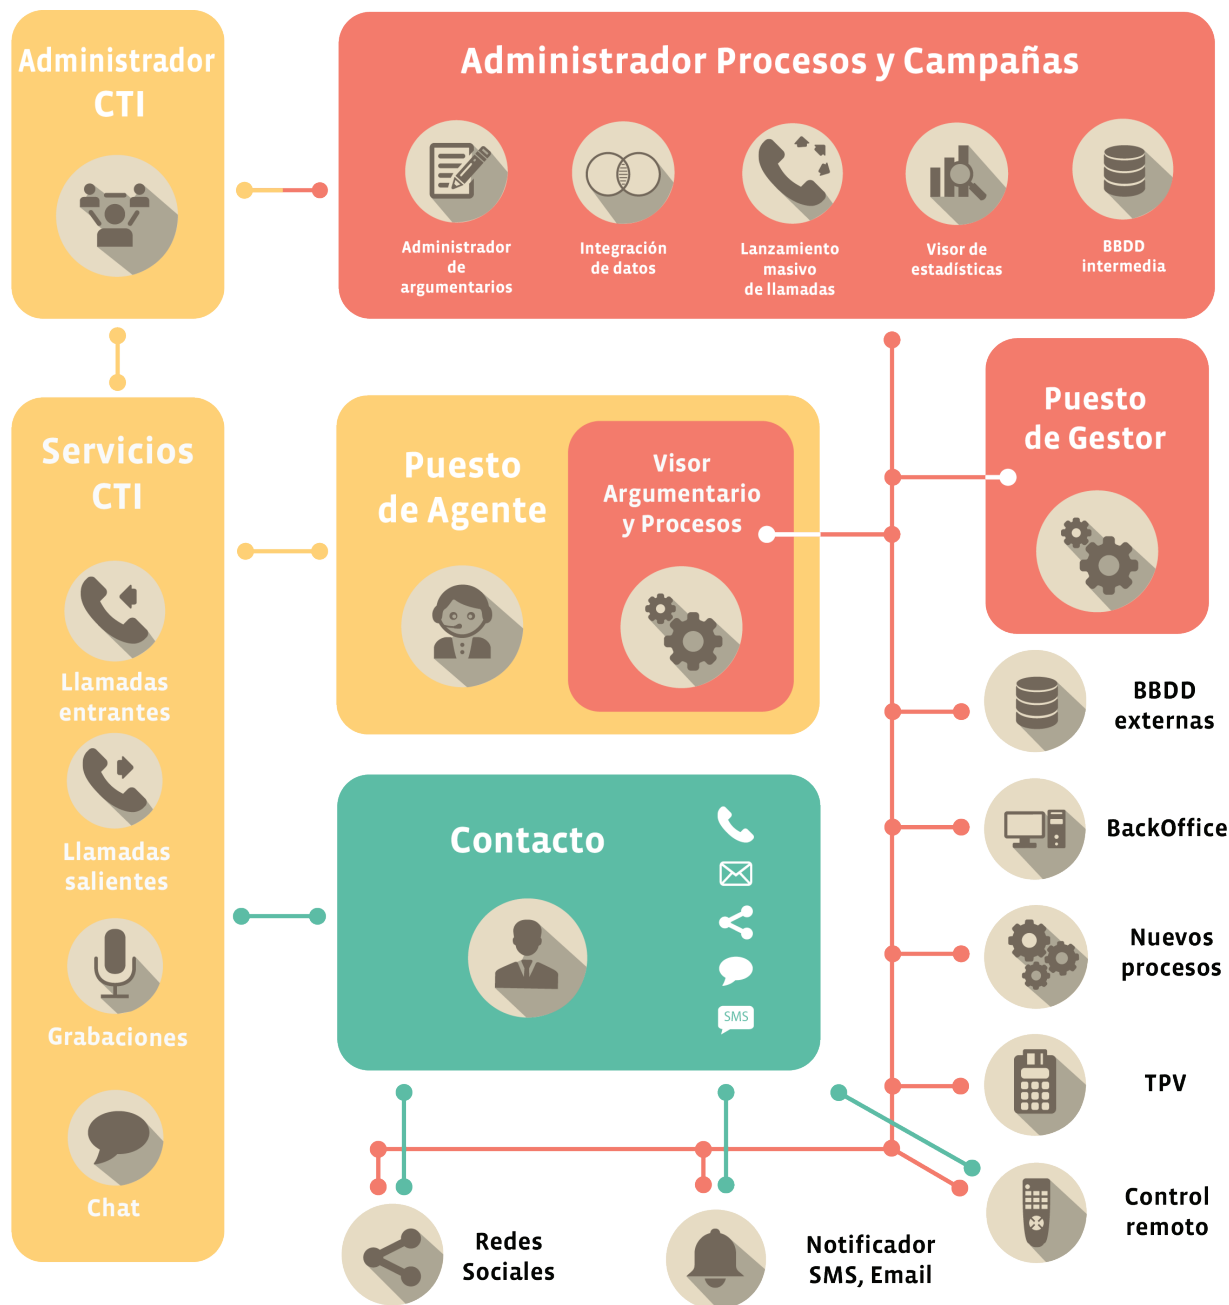 Administrador
CTI
Administrador Procesos y Campañas
Administrador
de
argumentarios
Integración
de datos
Lanzamiento
masivo
de llamadas
Visor de
estadísticas
BBDD
intermedia
Servicios
CTI
Llamadas
entrantes
Llamadas
salientes
Grabaciones
Chat
Puesto
de Agente
Visor
Argumentario
y Procesos
Puesto
de Gestor
Contacto
SMS
BBDD
externas
BackOffice
Nuevos
procesos
TPV
Control
remoto
Redes
Sociales
Notificador
SMS, Email